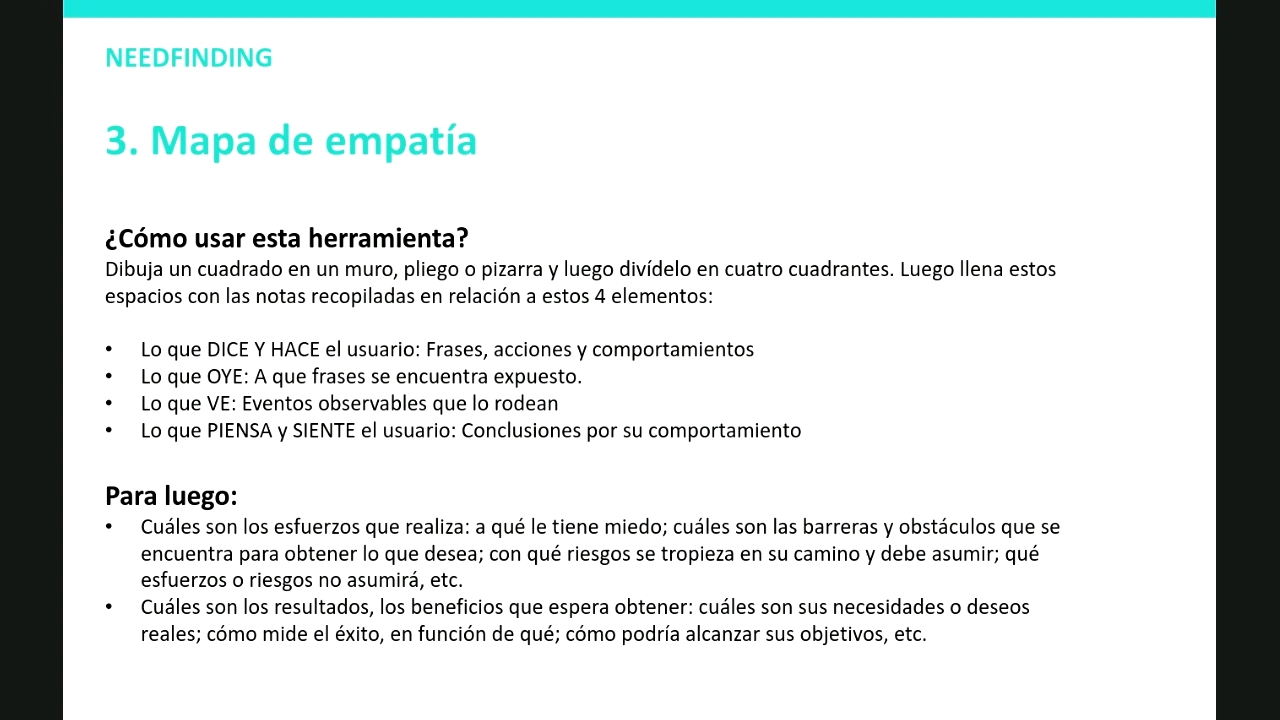 NEEDFINDING
3. Mapa de empatía
¿Cómo usar esta herramienta?
Dibuja un cuadrado en un muro, pliego o pizarra y luego divídelo en cuatro cuadrantes. Luego llena estos
espacios con las notas recopiladas en relación a estos 4 elementos:
• Lo que DICE Y HACE el usuario: Frases, acciones y comportamientos
• Lo que OYE: A que frases se encuentra expuesto.
• Lo que VE: Eventos observables que lo rodean
• Lo que PIENSA y SIENTE el usuario: Conclusiones por su comportamiento
Para luego:
• Cuáles son los esfuerzos que realiza: a qué le tiene miedo; cuáles son las barreras y obstáculos que se
encuentra para obtener lo que desea; con qué riesgos se tropieza en su camino y debe asumir; qué
esfuerzos o riesgos no asumirá, etc.
• Cuáles son los resultados, los beneficios que espera obtener: cuáles son sus necesidades o deseos
reales; cómo mide el éxito, en función de qué; cómo podría alcanzar sus objetivos, etc.